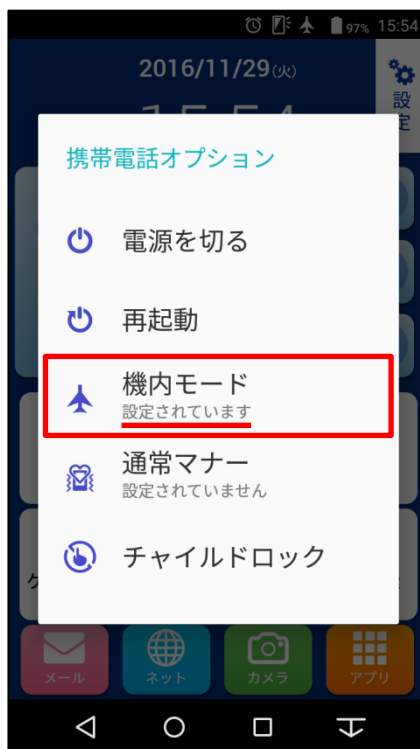 97% 15:54
2016/11/29(火)
設定
携帯電話オプション
電源を切る
再起動
機内モード
設定されています
通常マナー
設定されていません
チャイルドロック
メール
ネット
カメラ
アプリ